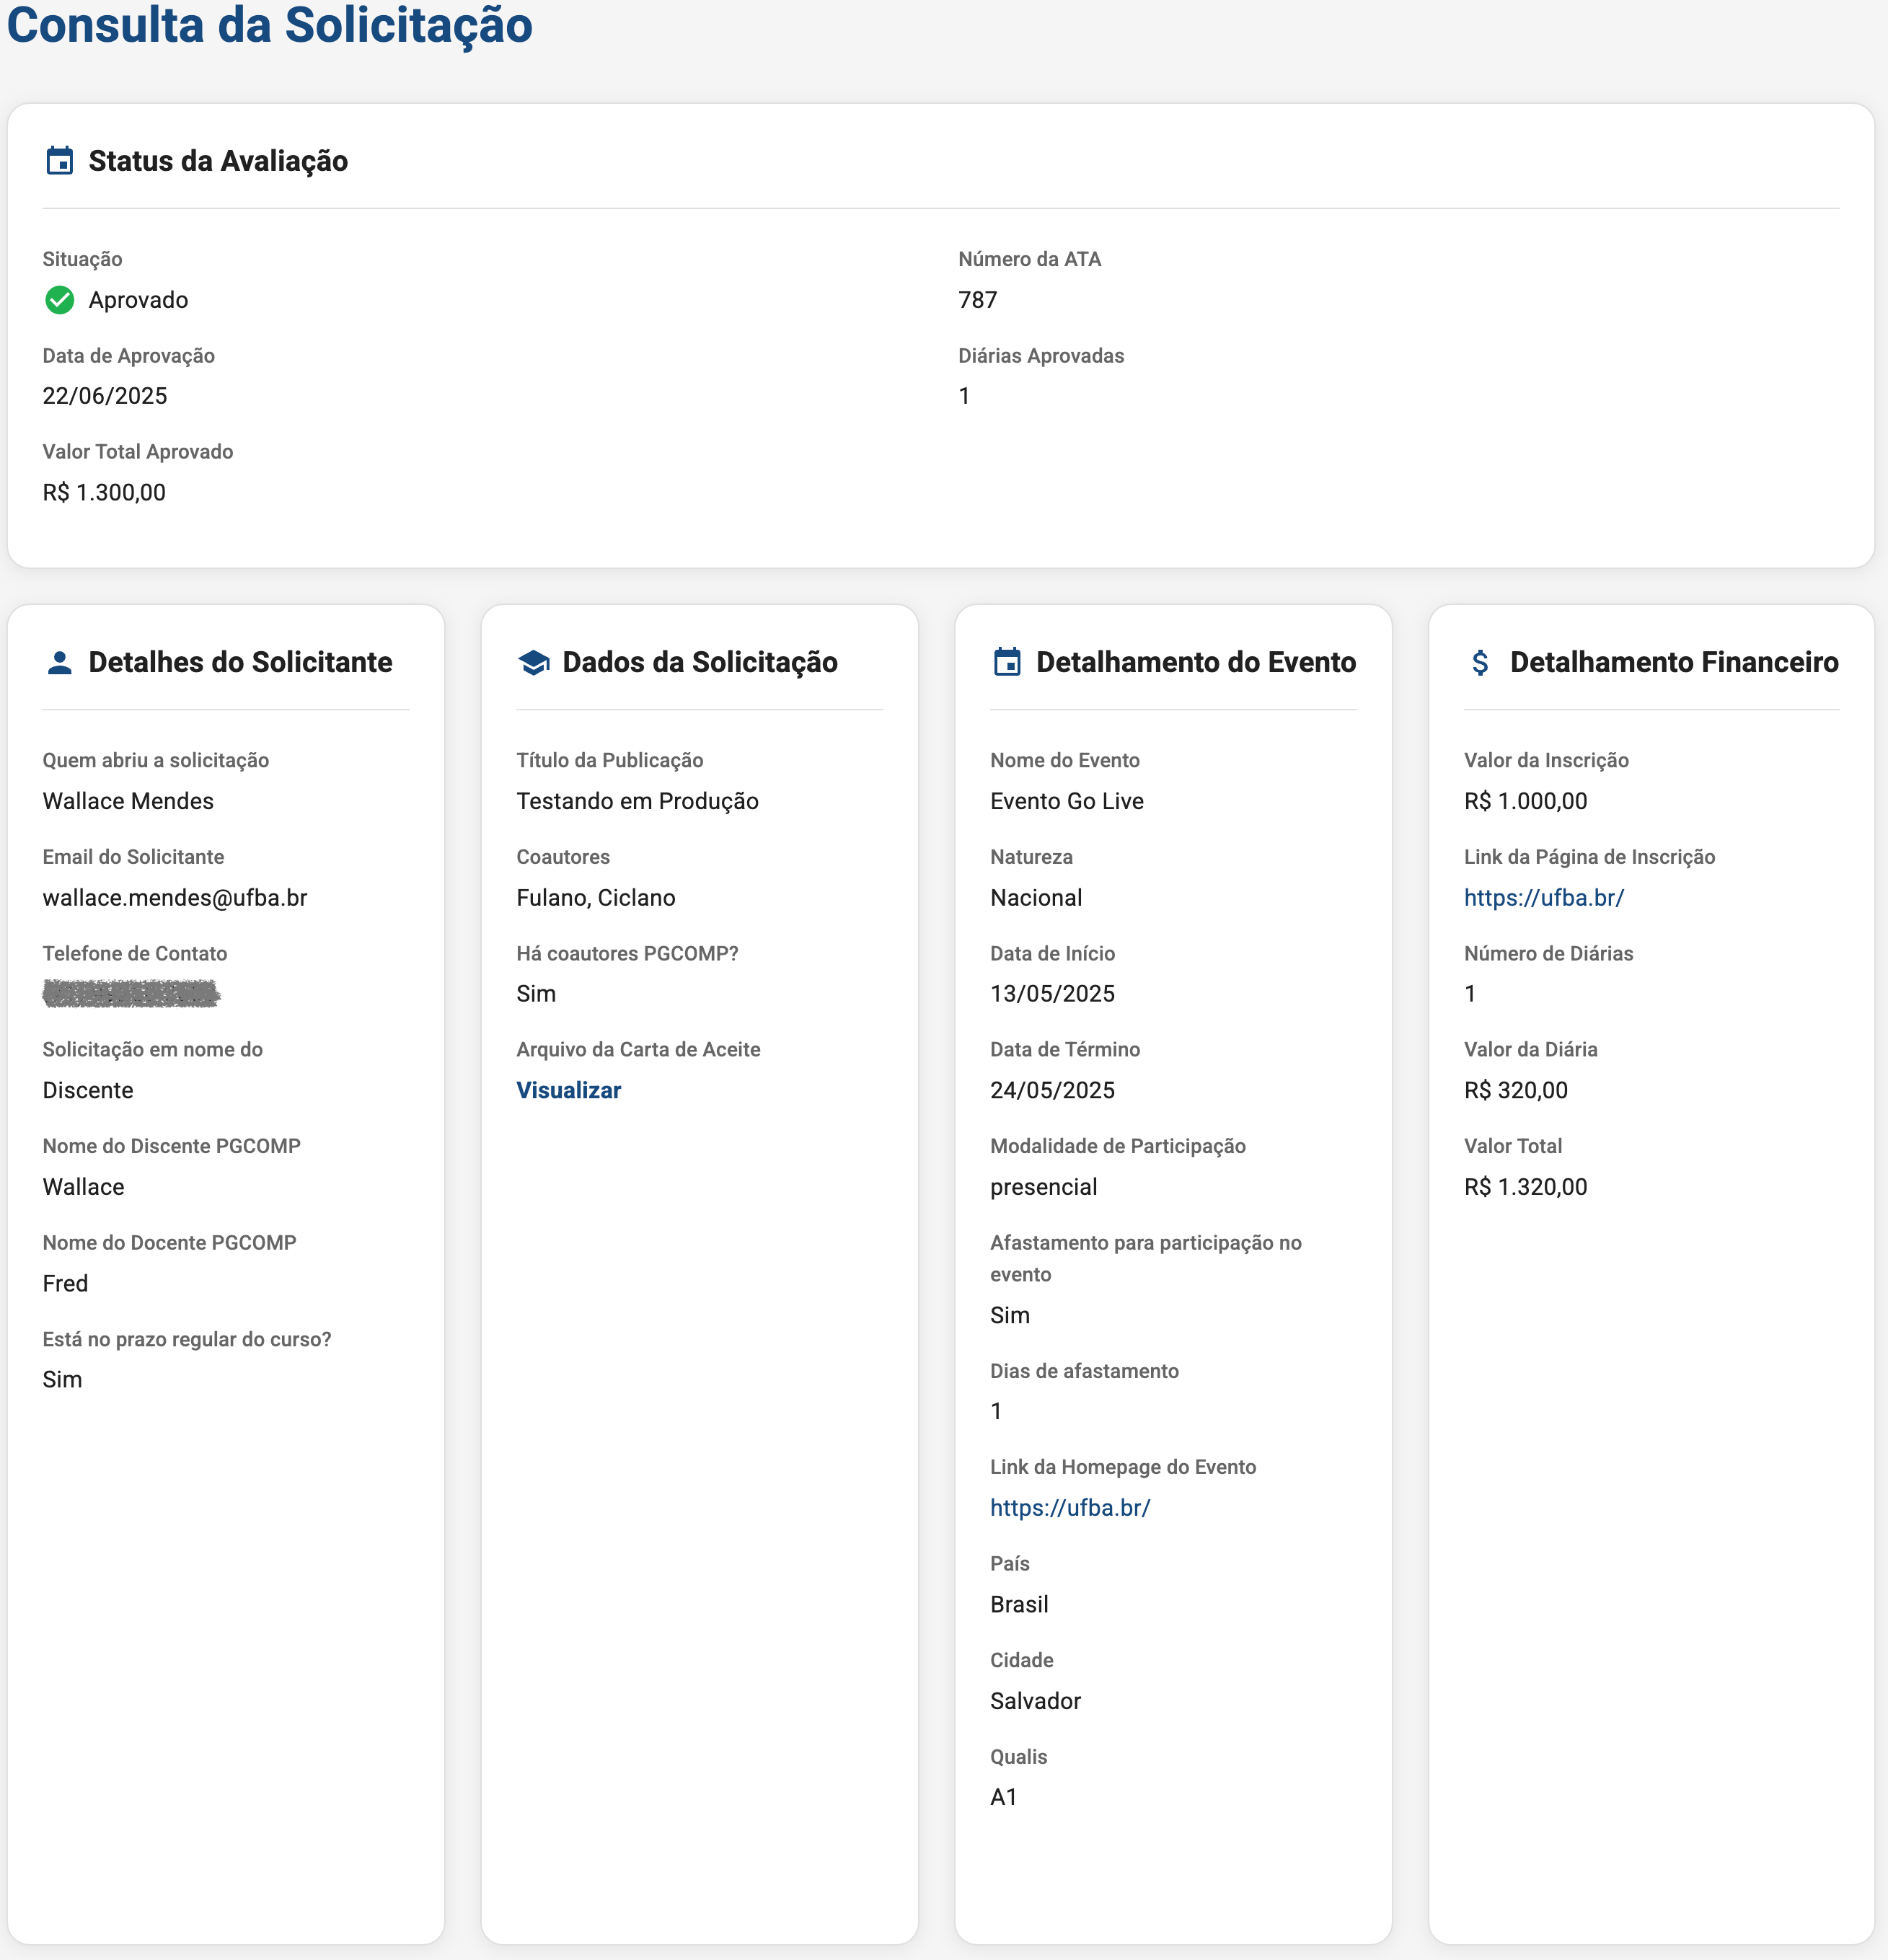 Consulta da Solicitação
Status da Avaliação
Situação
Aprovado
Número da ATA
787
Data de Aprovação
22/06/2025
Diárias Aprovadas
1
Valor Total Aprovado
R$ 1.300,00
Detalhes do Solicitante
Quem abriu a solicitação
Wallace Mendes
Email do Solicitante
wallace.mendes@ufba.br
Telefone de Contato
Solicitação em nome do
Discente
Nome do Discente PGCOMP
Wallace
Nome do Docente PGCOMP
Fred
Está no prazo regular do curso?
Sim
Dados da Solicitação
Título da Publicação
Testando em Produção
Coautores
Fulano, Ciclano
Há coautores PGCOMP?
Sim
Arquivo da Carta de Aceite
Visualizar
Detalhamento do Evento
Nome do Evento
Evento Go Live
Natureza
Nacional
Data de Início
13/05/2025
Data de Término
24/05/2025
Modalidade de Participação
presencial
Afastamento para participação no
evento
Sim
Dias de afastamento
1
Link da Homepage do Evento
https://ufba.br/
País
Brasil
Cidade
Salvador
Qualis
A1
Detalhamento Financeiro
Valor da Inscrição
R$ 1.000,00
Link da Página de Inscrição
https://ufba.br/
Número de Diárias
1
Valor da Diária
R$ 320,00
Valor Total
R$ 1.320,00